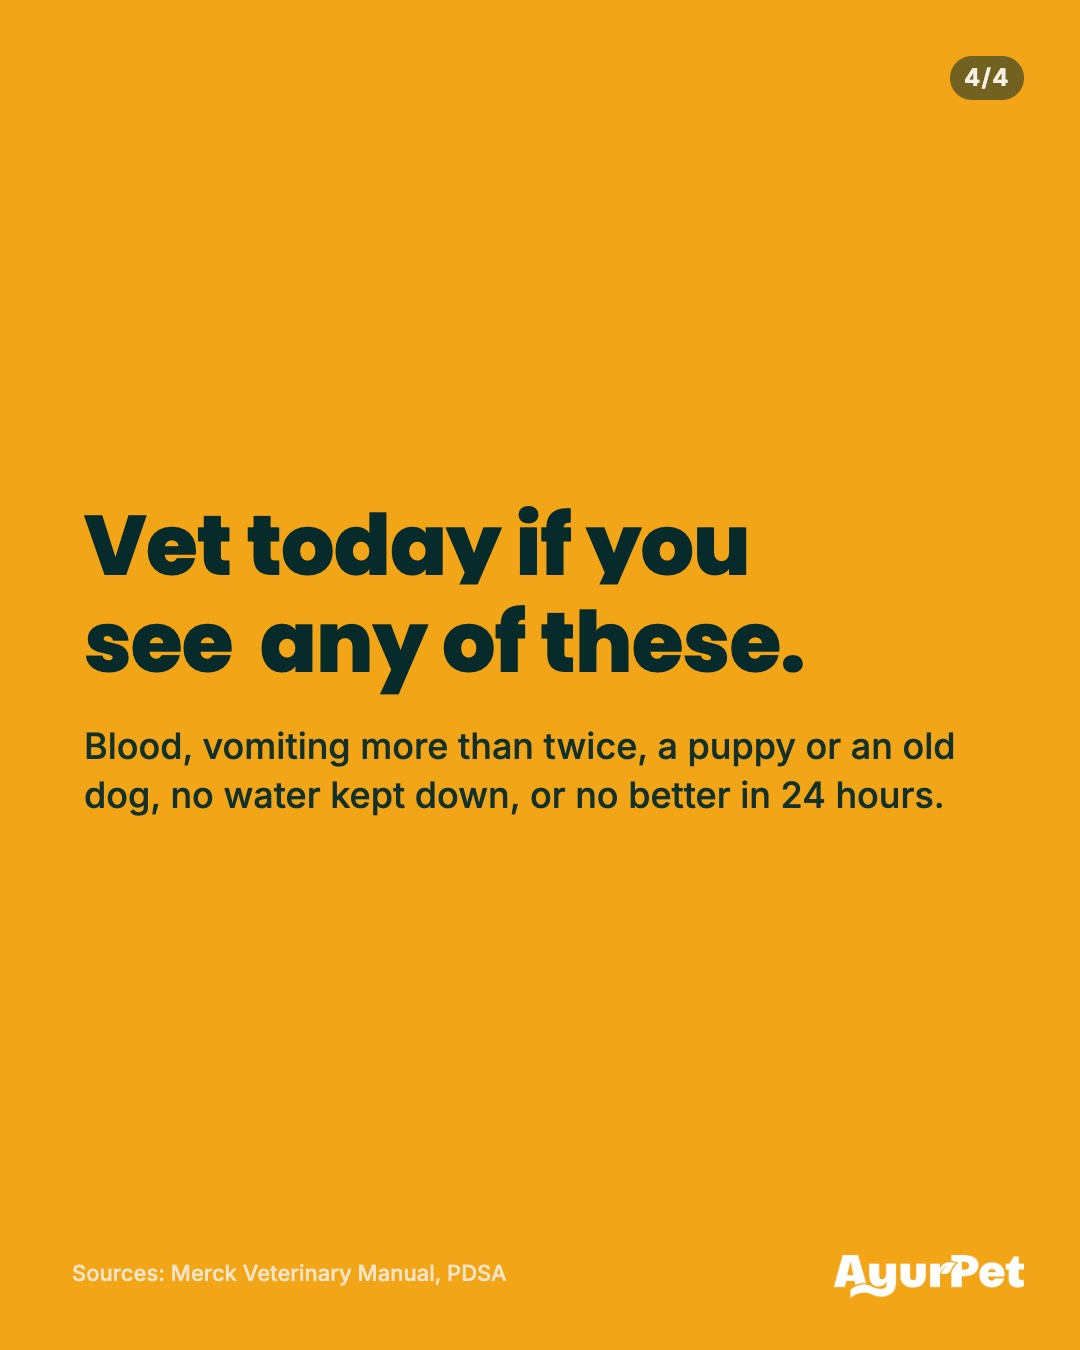 4/4
Vet today if you
see any of these.
Blood, vomiting more than twice, a puppy or an old
dog, no water kept down, or no better in 24 hours.
Sources: Merck Veterinary Manual, PDSA
AyurPet